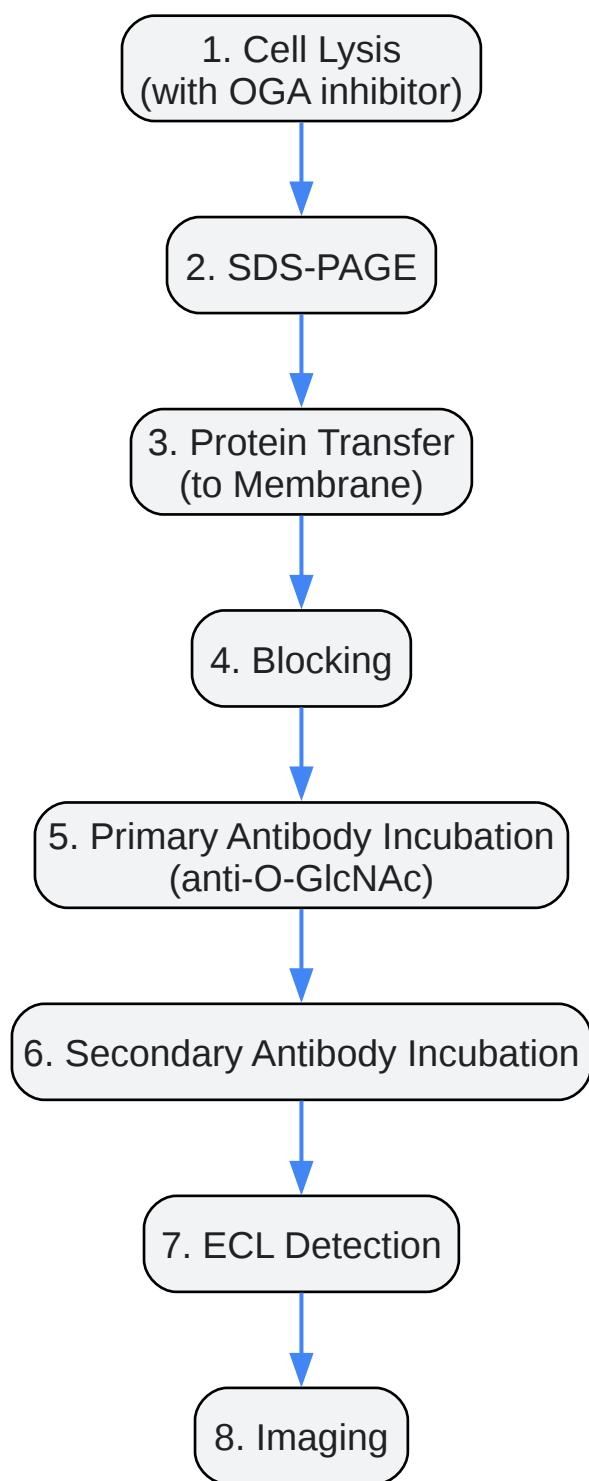 1. Cell Lysis
(with OGA inhibitor)
2. SDS-PAGE
3. Protein Transfer
(to Membrane)
4. Blocking
5. Primary Antibody Incubation
(anti-O-GlcNAc)
6. Secondary Antibody Incubation
7. ECL Detection
8. Imaging